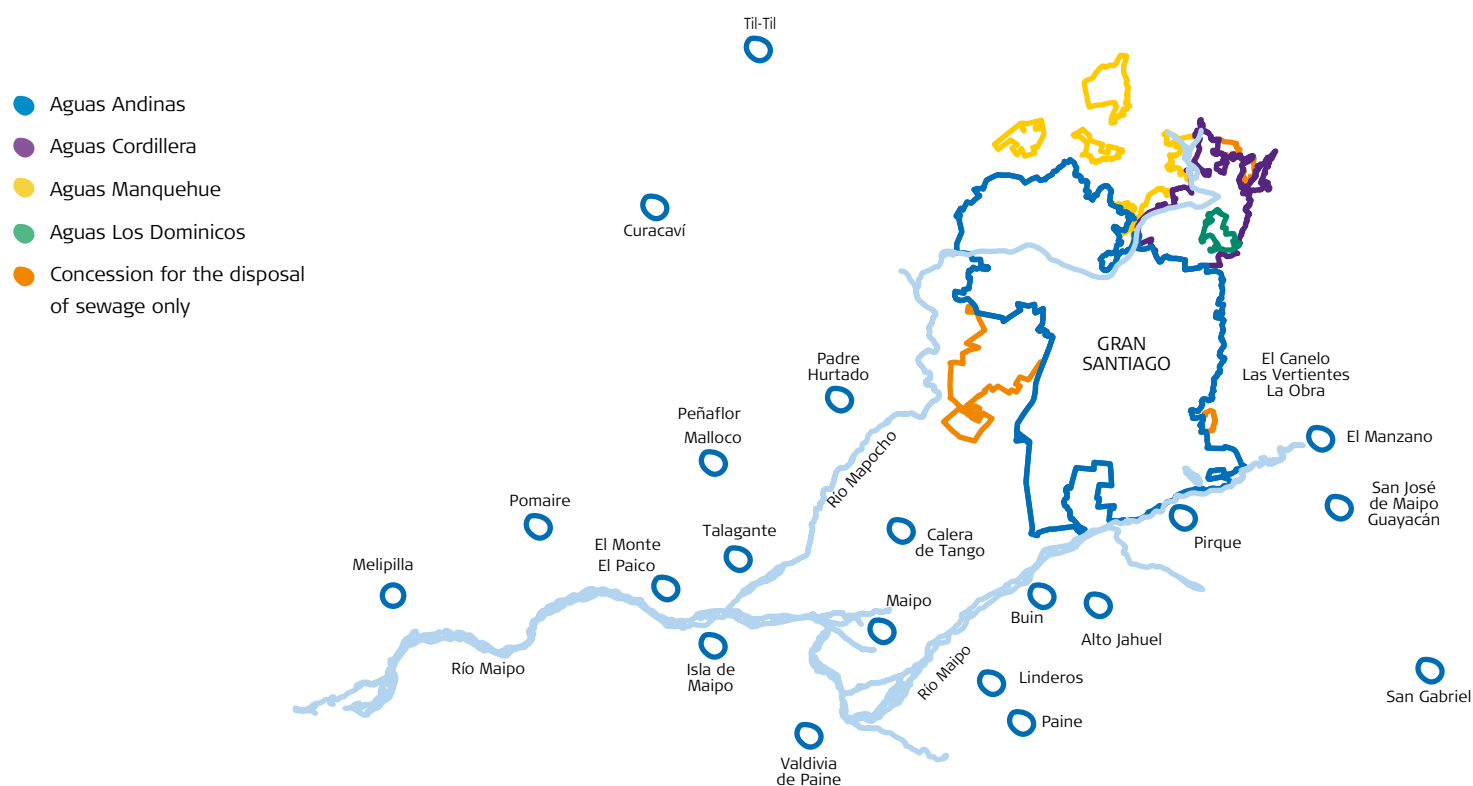 Til-Til
Aguas Andinas
Aguas Cordillera
Aguas Manquehue
Aguas Los Dominicos
Concession for the disposal
of sewage only
Curacaví
GRAN
SANTIAGO
Padre
Hurtado
El Canelo
Las Vertientes
La Obra
Peñaflor
Malloco
El Manzano
Río Mapocho
San José
de Maipo
Guayacán
Pomaire
Talagante
Calera
de Tango
Pirque
El Monte
El Paico
Melipilla
Maipo
Buin
Alto Jahuel
Río Maipo
Isla de
Maipo
Río Maipo
Linderos
San Gabriel
Paine
Valdivia
de Paine